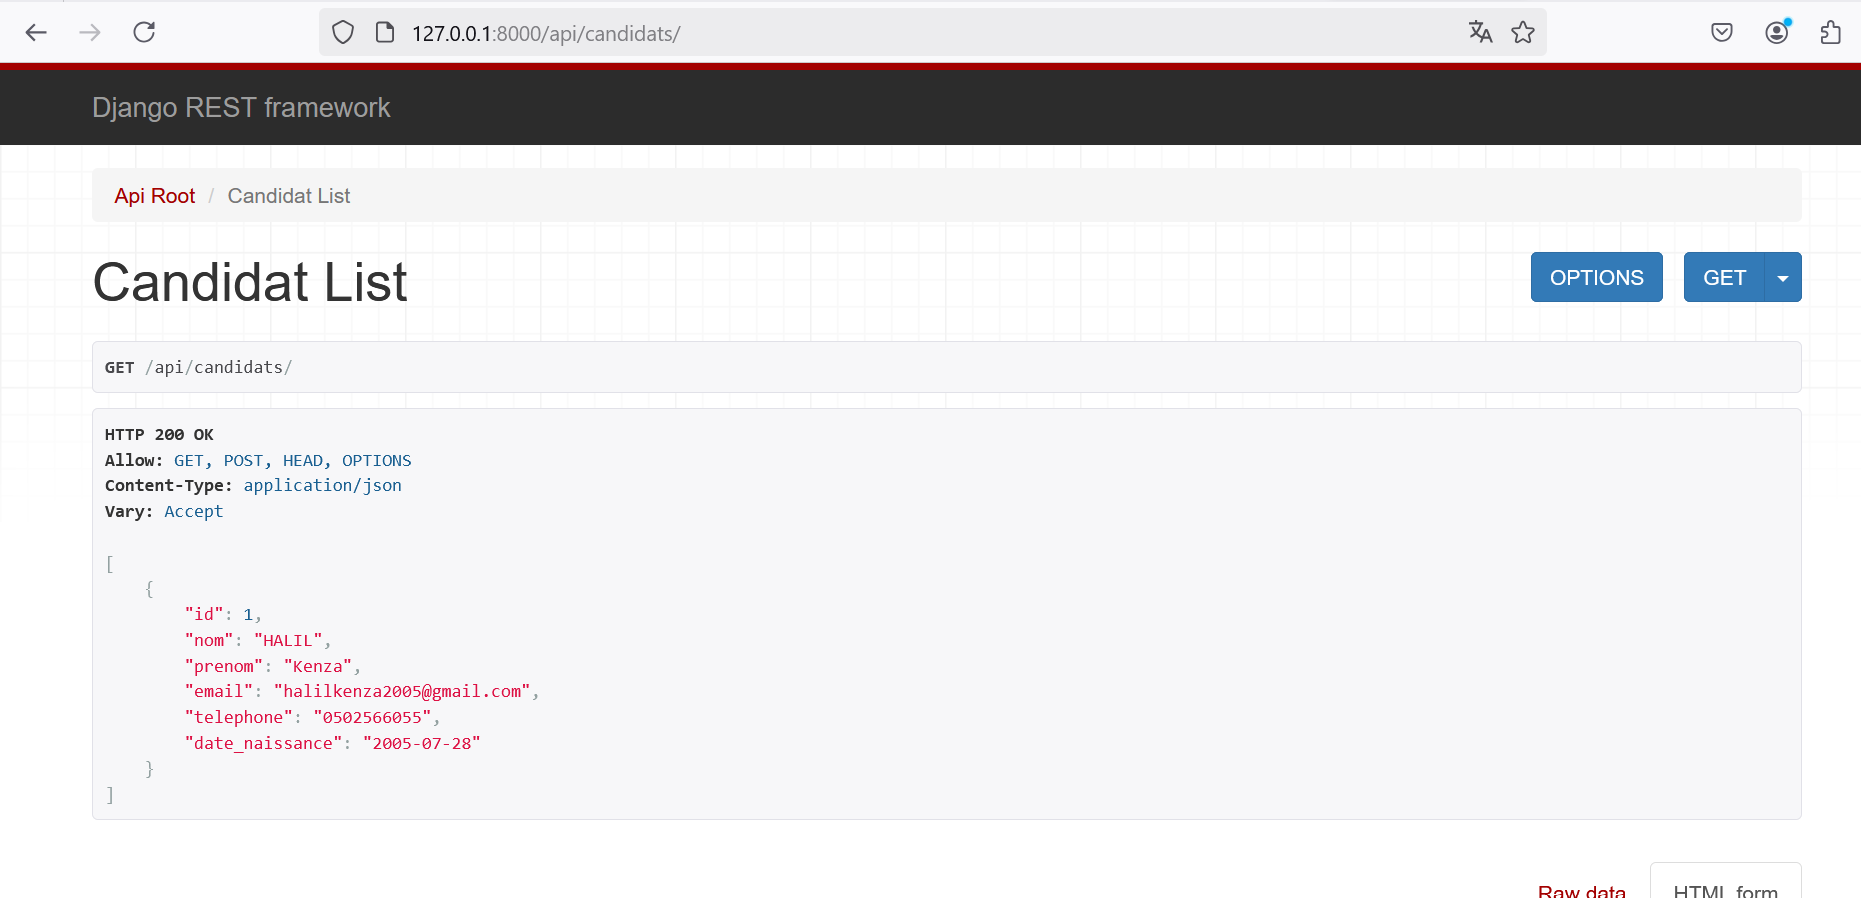 127.0.0.1:8000/api/candidats/
Django REST framework
Api Root / Candidat List
Candidat List
OPTIONS GET
GET /api/candidats/
HTTP 200 OK
Allow: GET, POST, HEAD, OPTIONS
Content-Type: application/json
Vary: Accept
[
    {
        "id": 1,
        "nom": "HALIL",
        "prenom": "Kenza",
        "email": "halilkenza2005@gmail.com",
        "telephone": "0502566055",
        "date_naissance": "2005-07-28"
    }
]
Raw data HTML form